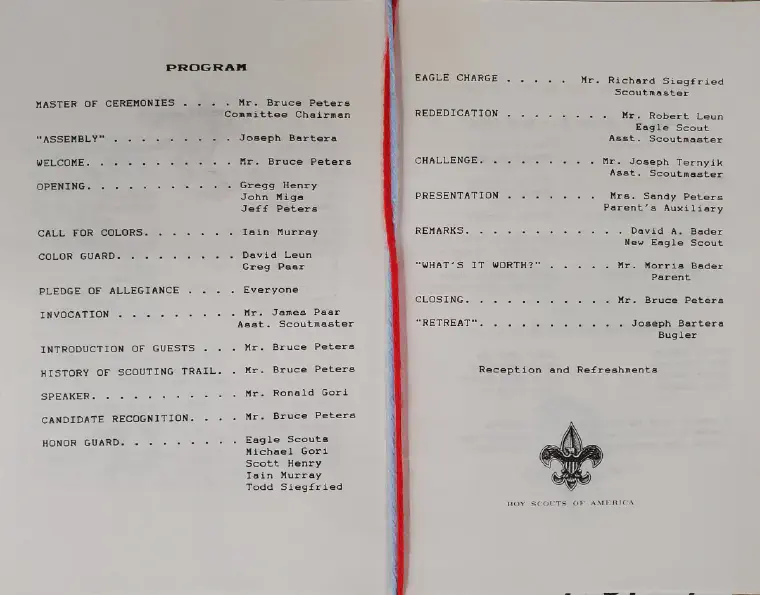 PROGRAM
MASTER OF CEREMONIES . . . . Mr. Bruce Peters
Committee Chairman
"ASSEMBLY" . . . . . . . . . Joseph Bartera
WELCOME. . . . . . . . . . . Mr. Bruce Peters
OPENING. . . . . . . . . . . Gregg Henry
John Miga
Jeff Peters
CALL FOR COLORS. . . . . . . Iain Murray
COLOR GUARD. . . . . . . . . David Leun
Greg Paar
PLEDGE OF ALLEGIANCE . . . . Everyone
INVOCATION . . . . . . . . . Mr. James Paar
Asst. Scoutmaster
INTRODUCTION OF GUESTS . . . Mr. Bruce Peters
HISTORY OF SCOUTING TRAIL. . Mr. Bruce Peters
SPEAKER. . . . . . . . . . . Mr. Ronald Gori
CANDIDATE RECOGNITION. . . . Mr. Bruce Peters
HONOR GUARD. . . . . . . . . Eagle Scouts
Michael Gori
Scott Henry
Iain Murray
Todd Siegfried
EAGLE CHARGE . . . . . Mr. Richard Siegfried
Scoutmaster
REDEDICATION . . . . . . . . Mr. Robert Leun
Eagle Scout
Asst. Scoutmaster
CHALLENGE. . . . . . . . . Mr. Joseph Ternyik
Asst. Scoutmaster
PRESENTATION . . . . . . . Mrs. Sandy Peters
Parent's Auxiliary
REMARKS. . . . . . . . . . . . David A. Bader
New Eagle Scout
"WHAT'S IT WORTH?" . . . . . Mr. Morris Bader
Parent
CLOSING. . . . . . . . . . . Mr. Bruce Peters
"RETREAT". . . . . . . . . . . Joseph Bartera
Bugler
Reception and Refreshments
BOY SCOUTS OF AMERICA